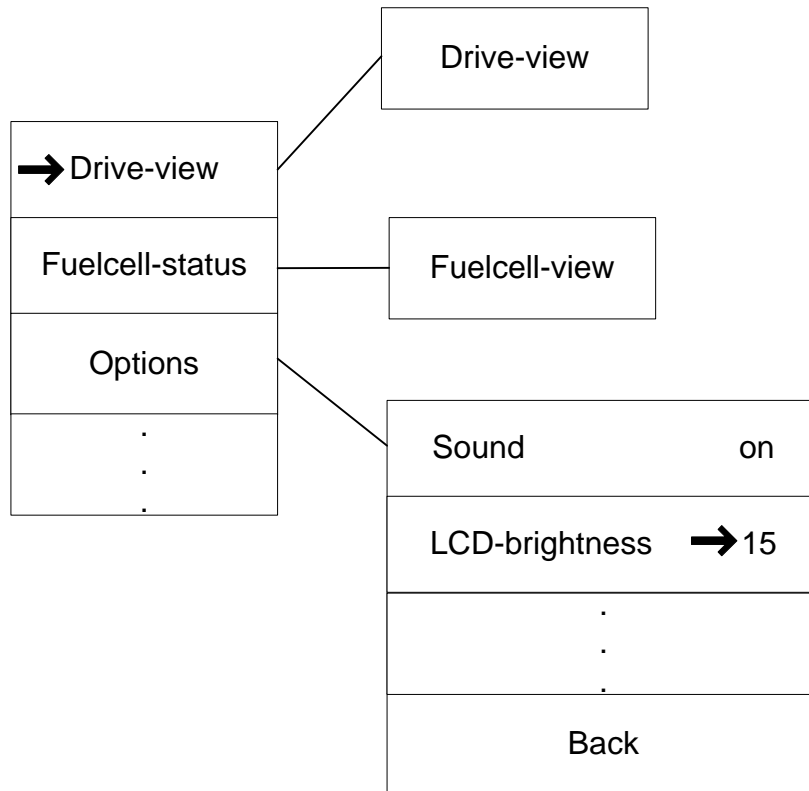 Drive-view
Drive-view
Fuelcell-status
Fuelcell-view
Options
.
.
.
Sound on
LCD-brightness 15
.
.
.
Back